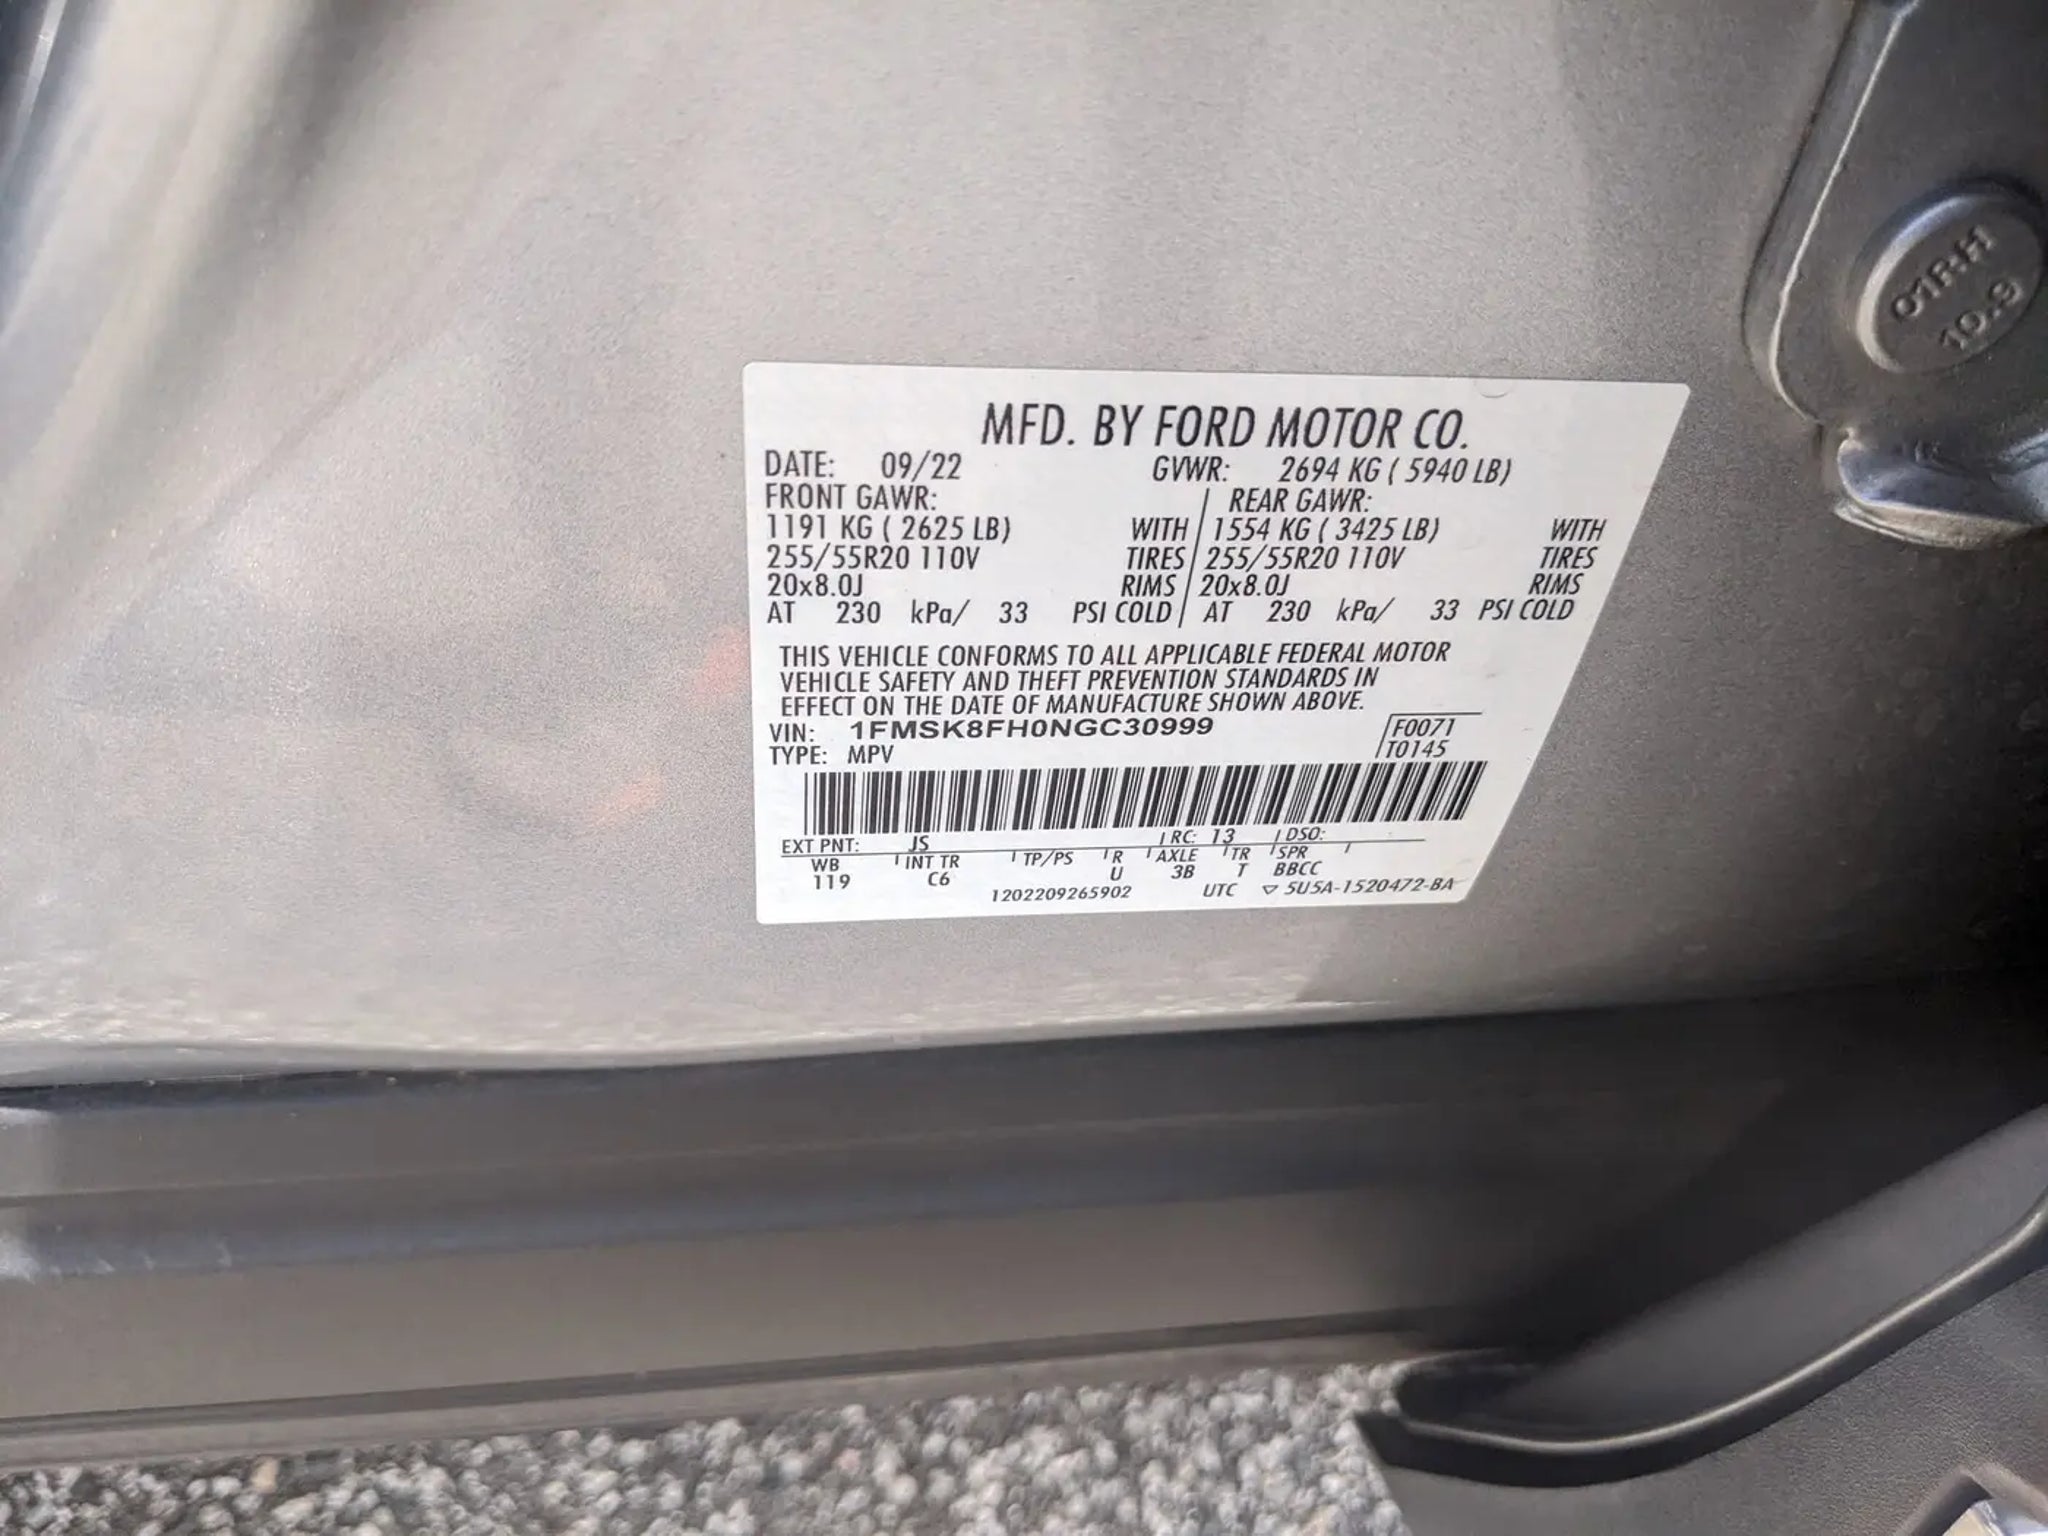 01RH
10.9
MFD. BY FORD MOTOR CO.
DATE: 09/22 GVWR: 2694 KG ( 5940 LB)
FRONT GAWR: REAR GAWR:
1191 KG ( 2625 LB) WITH 1554 KG ( 3425 LB) WITH
255/55R20 110V TIRES 255/55R20 110V TIRES
20x8.0J RIMS 20x8.0J RIMS
AT 230 kPa/ 33 PSI COLD AT 230 kPa/ 33 PSI COLD
THIS VEHICLE CONFORMS TO ALL APPLICABLE FEDERAL MOTOR
VEHICLE SAFETY AND THEFT PREVENTION STANDARDS IN
EFFECT ON THE DATE OF MANUFACTURE SHOWN ABOVE.
VIN: 1FMSK8FH0NGC30999 F0071
TYPE: MPV T0145
EXT PNT: JS RC: 13 DSO:
WB INT TR TP/PS R AXLE TR SPR
119 C6 U 3B T BBCC
1202209265902 UTC ▽ 5U5A-1520472-BA